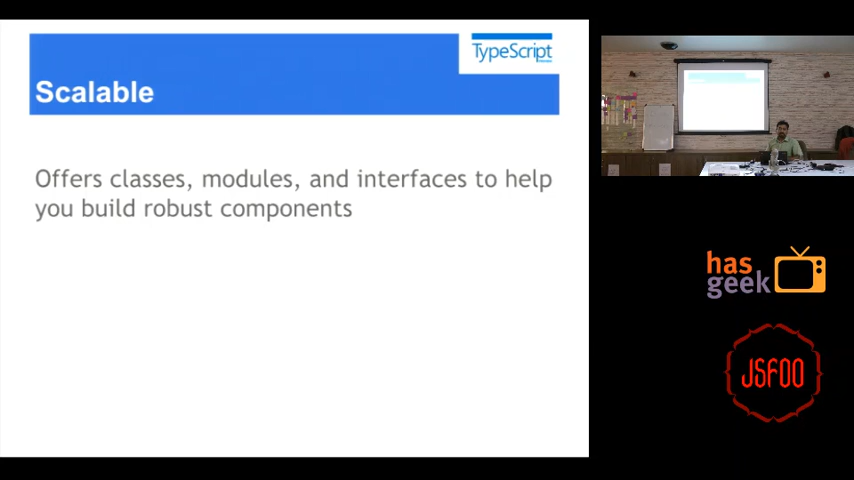 TypeScript
Scalable
Offers classes, modules, and interfaces to help
you build robust components
has
geek
JSFOO